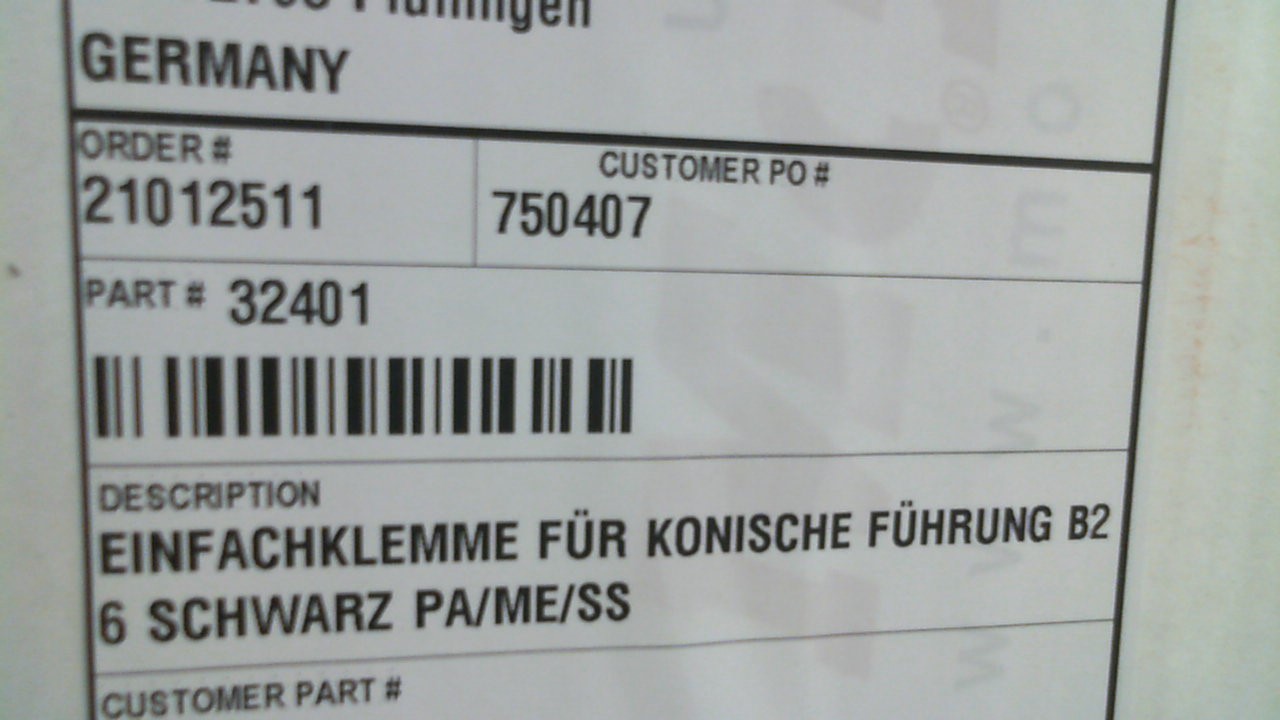 GERMANY
ORDER #
21012511
CUSTOMER PO #
750407
PART # 32401
DESCRIPTION
EINFACHKLEMME FÜR KONISCHE FÜHRUNG B2
6 SCHWARZ PA/ME/SS
CUSTOMER PART #